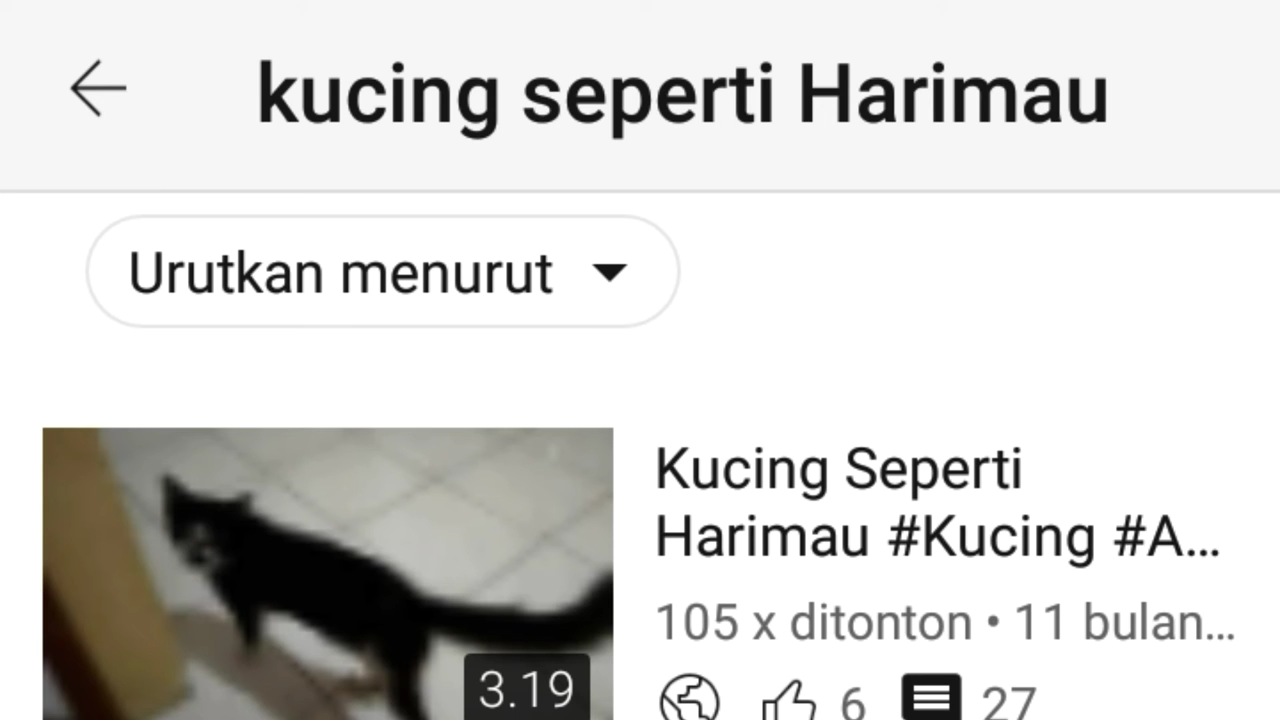 kucing seperti Harimau
Urutkan menurut
Kucing Seperti
Harimau #Kucing #A...
105 x ditonton • 11 bulan...
3.19
6
27